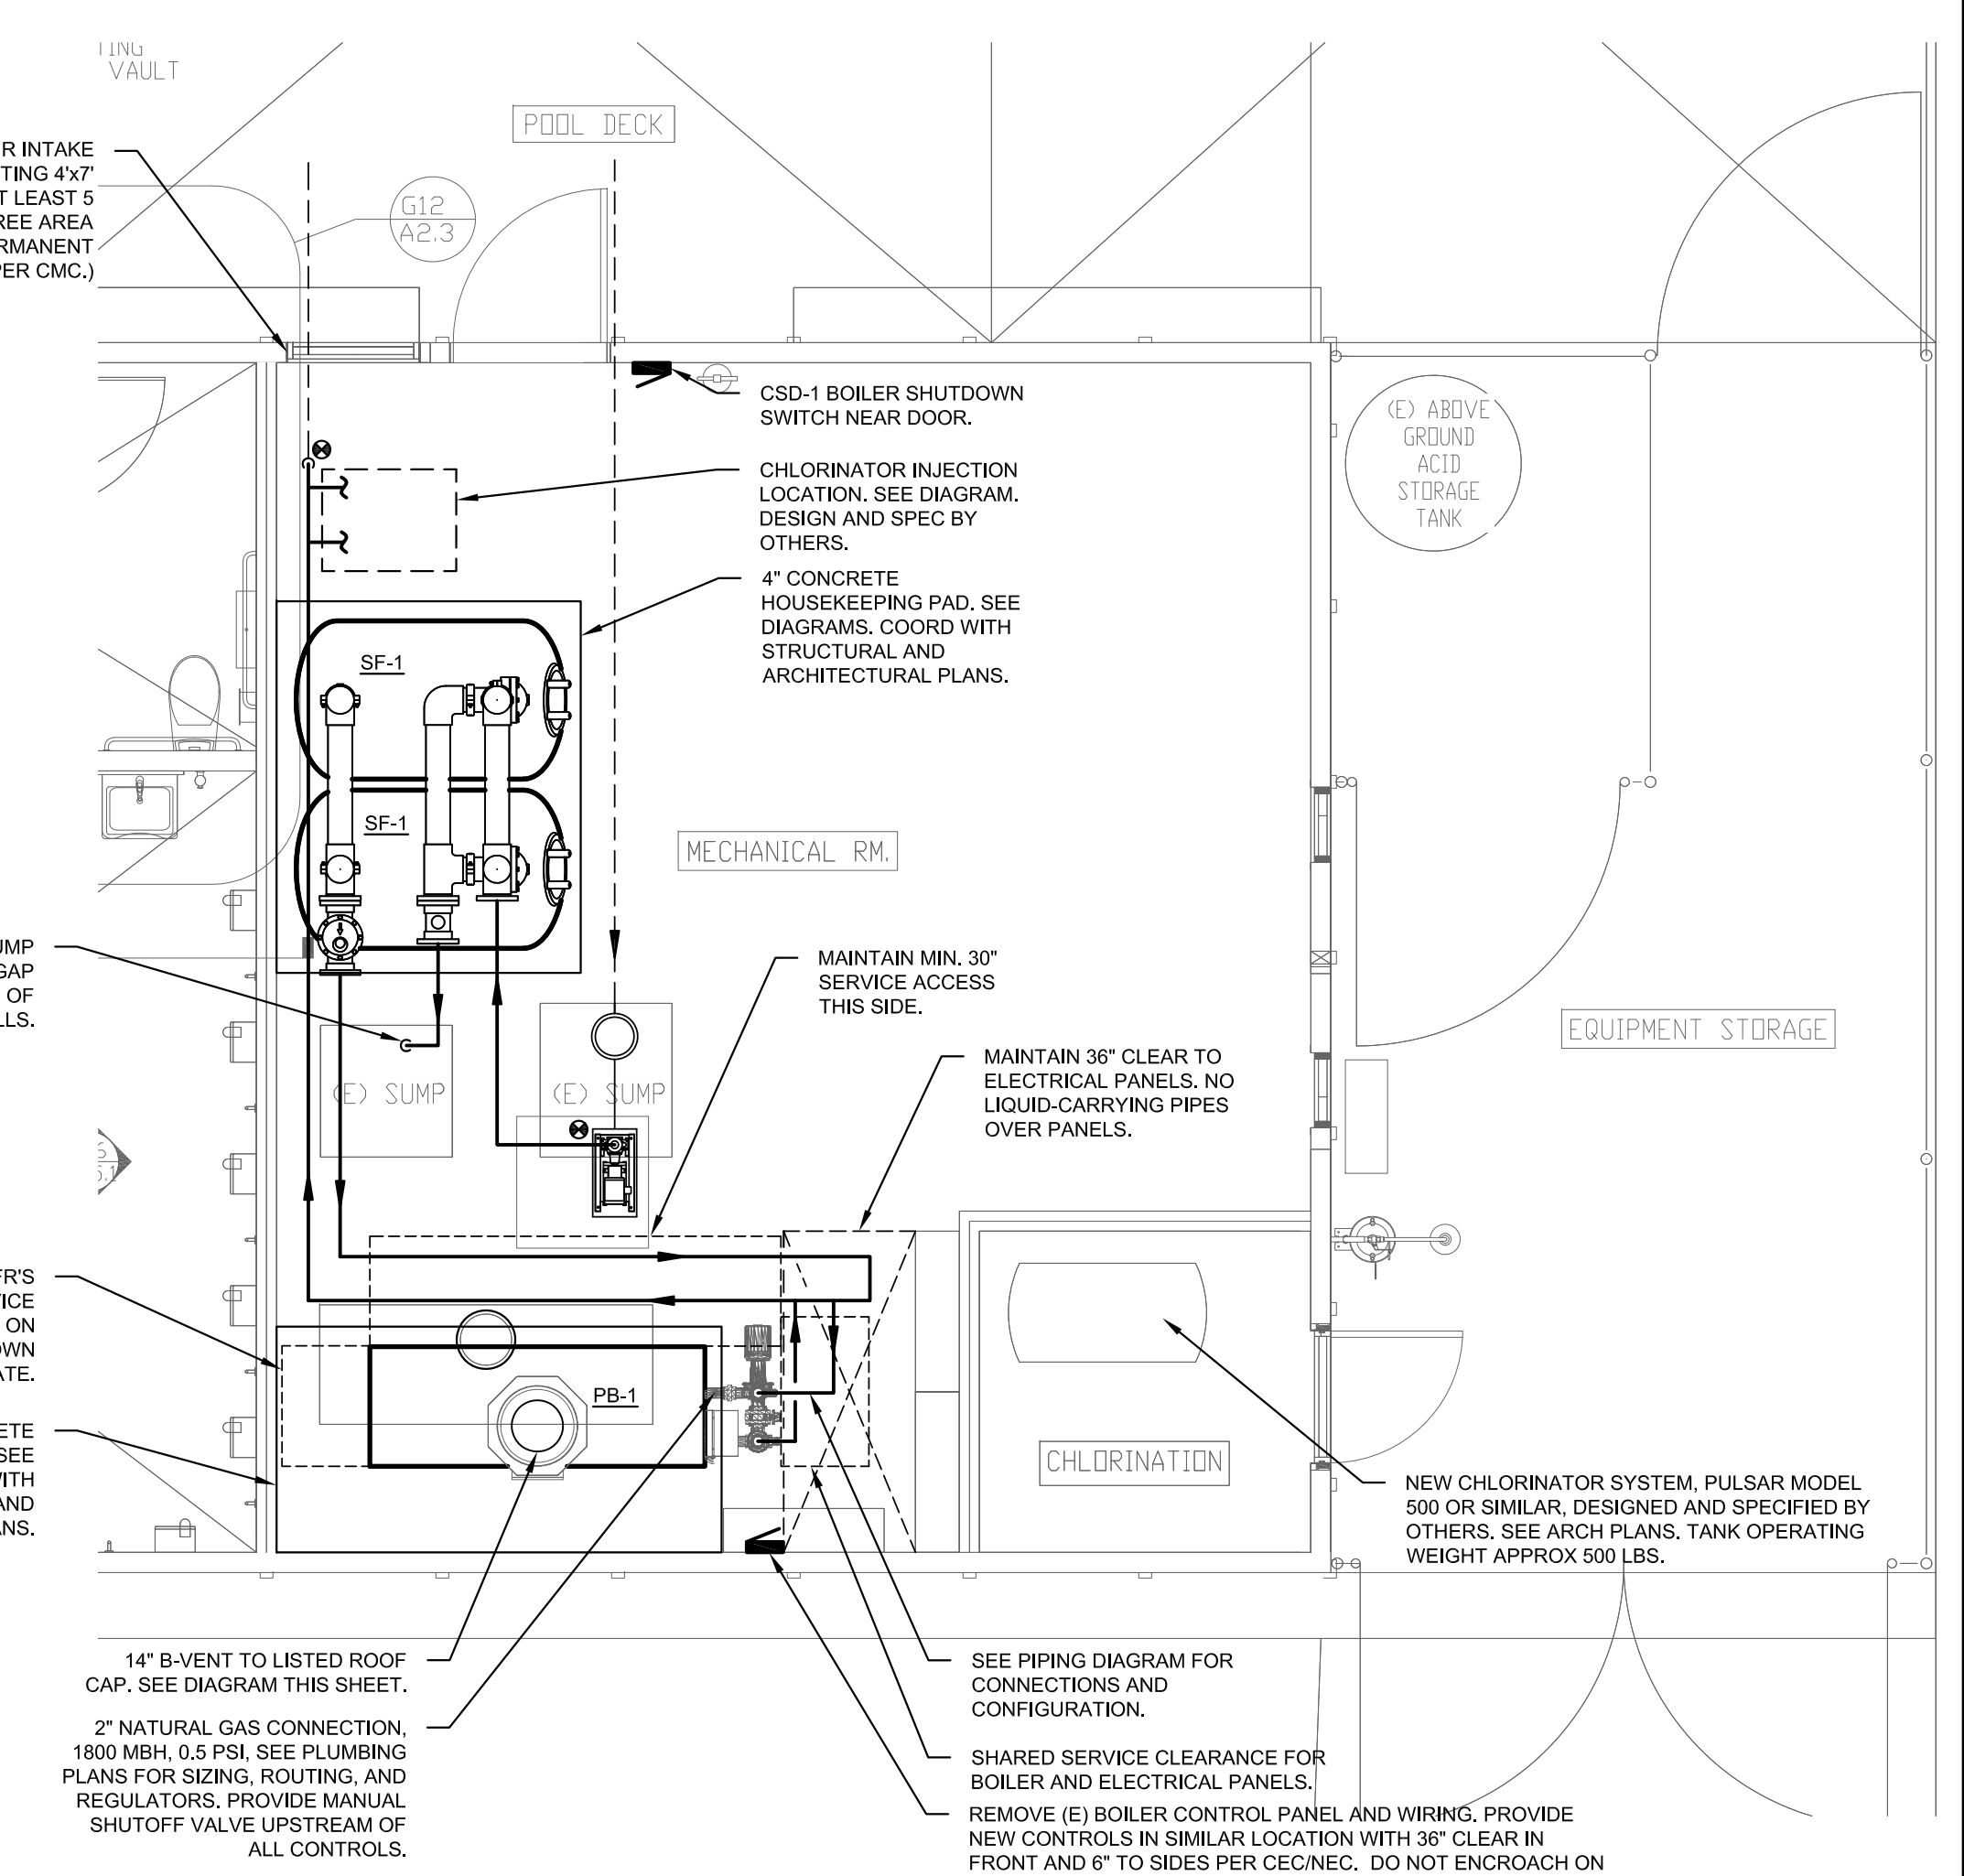 TING
VAULT
POOL DECK
R INTAKE
TING 4'x7'
T LEAST 5
REE AREA
RMANENT
PER CMC.)
G12
A2.3
CSD-1 BOILER SHUTDOWN
SWITCH NEAR DOOR.
(E) ABOVE
GROUND
ACID
STORAGE
TANK
CHLORINATOR INJECTION
LOCATION. SEE DIAGRAM.
DESIGN AND SPEC BY
OTHERS.
4" CONCRETE
HOUSEKEEPING PAD. SEE
DIAGRAMS. COORD WITH
STRUCTURAL AND
ARCHITECTURAL PLANS.
SF-1
SF-1
MECHANICAL RM.
UMP
GAP
OF
LLS.
MAINTAIN MIN. 30"
SERVICE ACCESS
THIS SIDE.
EQUIPMENT STORAGE
MAINTAIN 36" CLEAR TO
ELECTRICAL PANELS. NO
LIQUID-CARRYING PIPES
OVER PANELS.
(E) SUMP
(E) SUMP
5.1
FR'S
VICE
ON
OWN
ATE.
PB-1
ETE
SEE
WITH
AND
ANS.
CHLORINATION
NEW CHLORINATOR SYSTEM, PULSAR MODEL
500 OR SIMILAR, DESIGNED AND SPECIFIED BY
OTHERS. SEE ARCH PLANS. TANK OPERATING
WEIGHT APPROX 500 LBS.
14" B-VENT TO LISTED ROOF
CAP. SEE DIAGRAM THIS SHEET.
2" NATURAL GAS CONNECTION,
1800 MBH, 0.5 PSI, SEE PLUMBING
PLANS FOR SIZING, ROUTING, AND
REGULATORS. PROVIDE MANUAL
SHUTOFF VALVE UPSTREAM OF
ALL CONTROLS.
SEE PIPING DIAGRAM FOR
CONNECTIONS AND
CONFIGURATION.
SHARED SERVICE CLEARANCE FOR
BOILER AND ELECTRICAL PANELS.
REMOVE (E) BOILER CONTROL PANEL AND WIRING. PROVIDE
NEW CONTROLS IN SIMILAR LOCATION WITH 36" CLEAR IN
FRONT AND 6" TO SIDES PER CEC/NEC. DO NOT ENCROACH ON